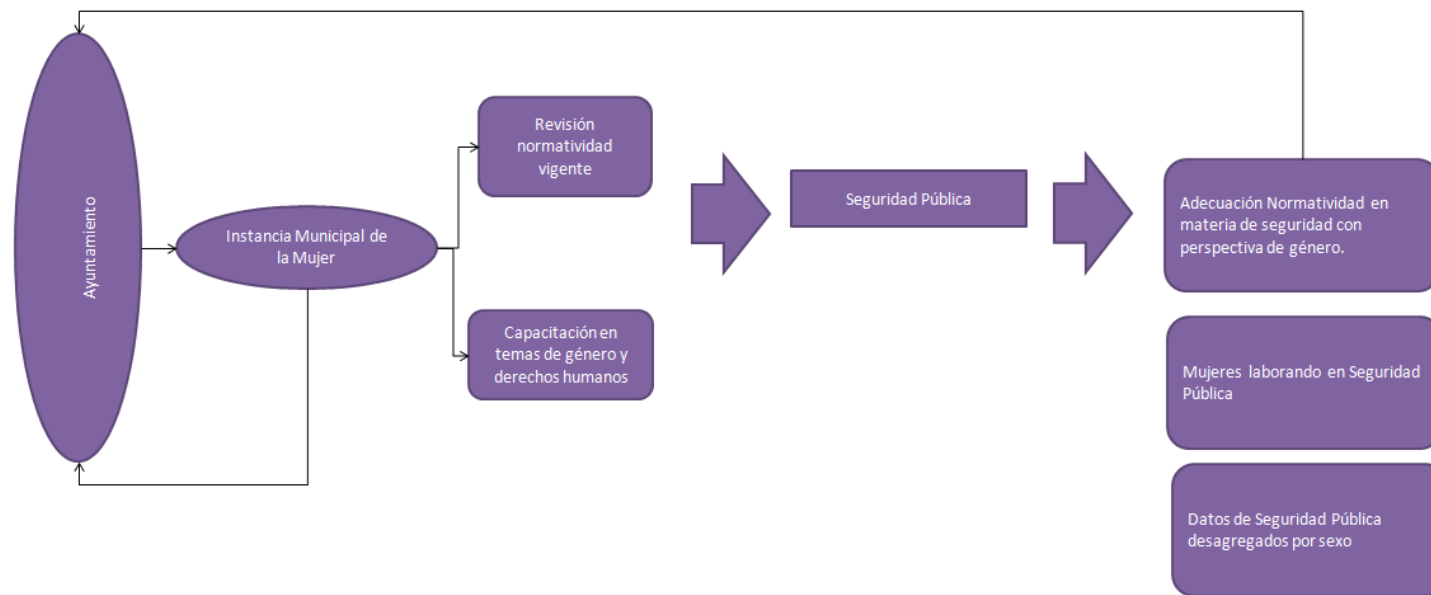 Ayuntamiento
Instancia Municipal de
la Mujer
Revisión
normatividad
vigente
Capacitación en
temas de género y
derechos humanos
Seguridad Pública
Adecuación Normatividad en
materia de seguridad con
perspectiva de género.
Mujeres laborando en Seguridad
Pública
Datos de Seguridad Pública
desagregados por sexo